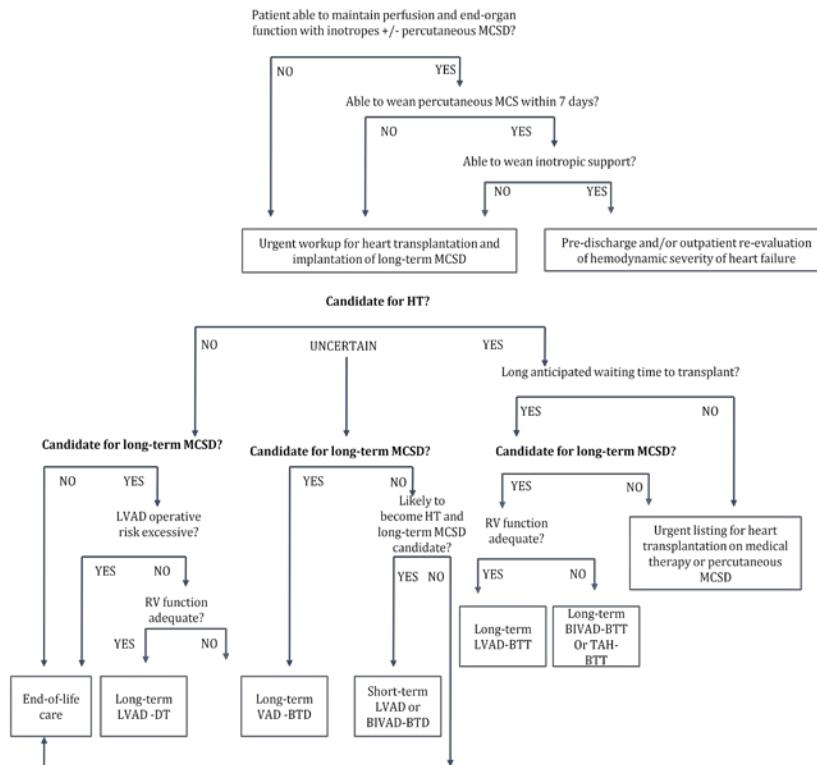 Patient able to maintain perfusion and end-organ
function with inotropes +/- percutaneous MCSD?
NO
YES
Able to wean percutaneous MCS within 7 days?
NO
YES
Able to wean inotropic support?
NO
YES
Urgent workup for heart transplantation and
implantation of long-term MCSD
Pre-discharge and/or outpatient re-evaluation
of hemodynamic severity of heart failure
Candidate for HT?
NO
UNCERTAIN
YES
Long anticipated waiting time to transplant?
YES
NO
Candidate for long-term MCSD?
Candidate for long-term MCSD?
Candidate for long-term MCSD?
NO
YES
YES
NO
YES
NO
LVAD operative
risk excessive?
Likely to
become HT and
long-term MCSD
candidate?
RV function
adequate?
Urgent listing for heart
transplantation on medical
therapy or percutaneous
MCSD
YES
NO
YES
NO
YES
NO
RV function
adequate?
YES
NO
Long-term
LVAD-BTT
Long-term
BIVAD-BTT
Or TAH-
BTT
End-of-life
care
Long-term
LVAD -DT
Long-term
VAD -BTD
Short-term
LVAD or
BIVAD-BTD